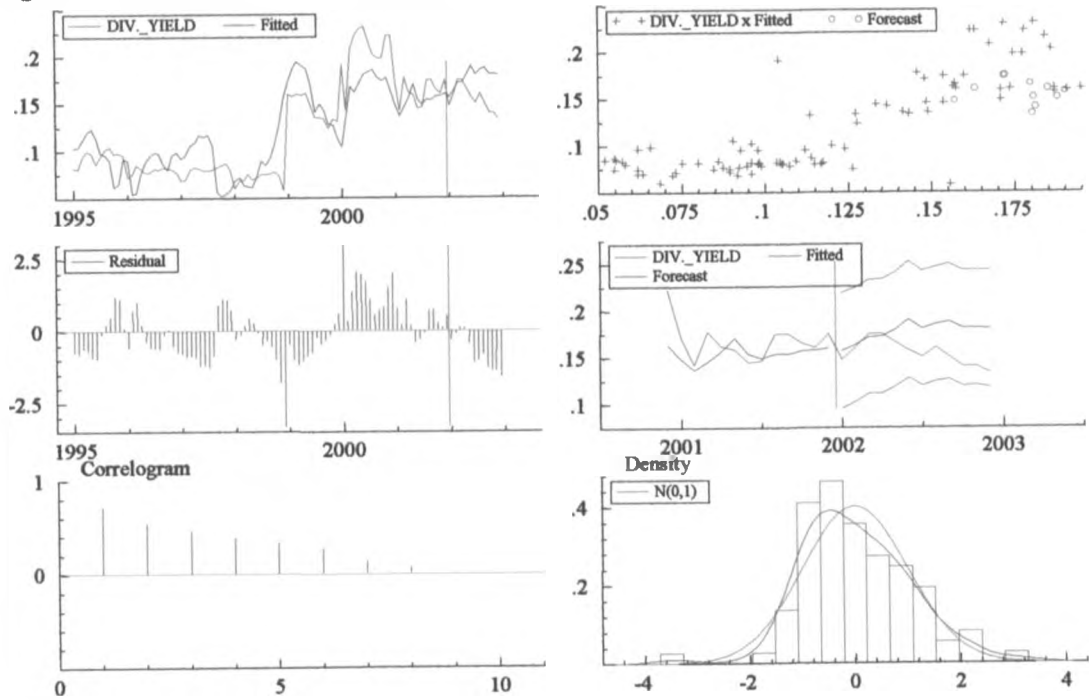 DIV._YIELD Fitted
.2
.15
.1
1995 2000
DIV._YIELD x Fitted Forecast
.2
.15
.1
.05 .075 .1 .125 .15 .175
Residual
2.5
0
-2.5
1995 2000
DIV._YIELD Fitted
Forecast
.25
.2
.15
.1
2001 2002 2003
Correlogram
1
0
0 5 10
Density
N(0,1)
.4
.2
-4 -2 0 2 4